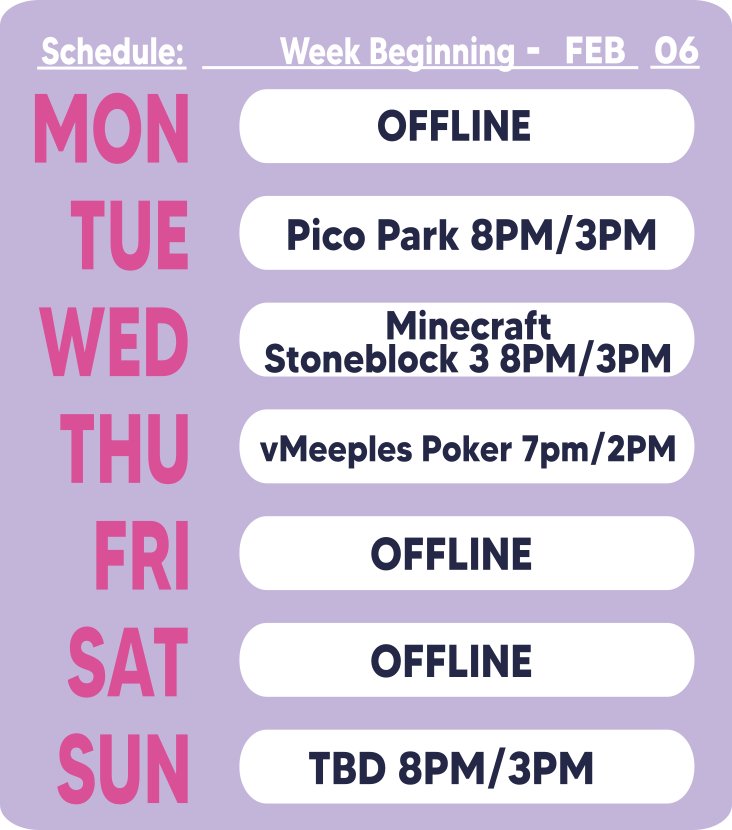 Schedule: Week Beginning - FEB 06
MON OFFLINE
TUE Pico Park 8PM/3PM
WED Minecraft
Stoneblock 3 8PM/3PM
THU vMeeples Poker 7pm/2PM
FRI OFFLINE
SAT OFFLINE
SUN TBD 8PM/3PM